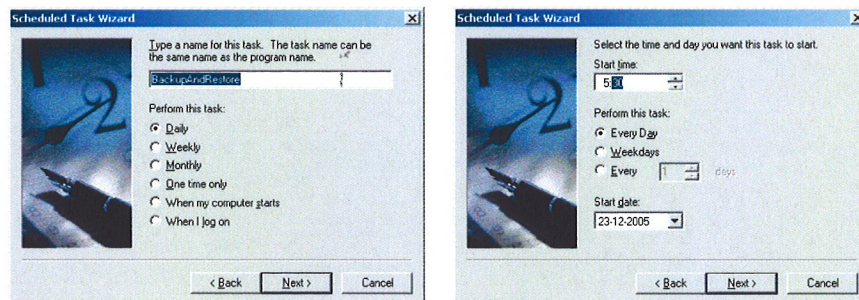 Scheduled Task Wizard
Type a name for this task. The task name can be
the same name as the program name.
BackupAndRestore
Perform this task:
Daily
Weekly
Monthly
One time only
When my computer starts
When I log on
< Back
Next >
Cancel
Scheduled Task Wizard
Select the time and day you want this task to start.
Start time:
5:30
Perform this task:
Every Day
Weekdays
Every 1 days
Start date:
23-12-2005
< Back
Next >
Cancel